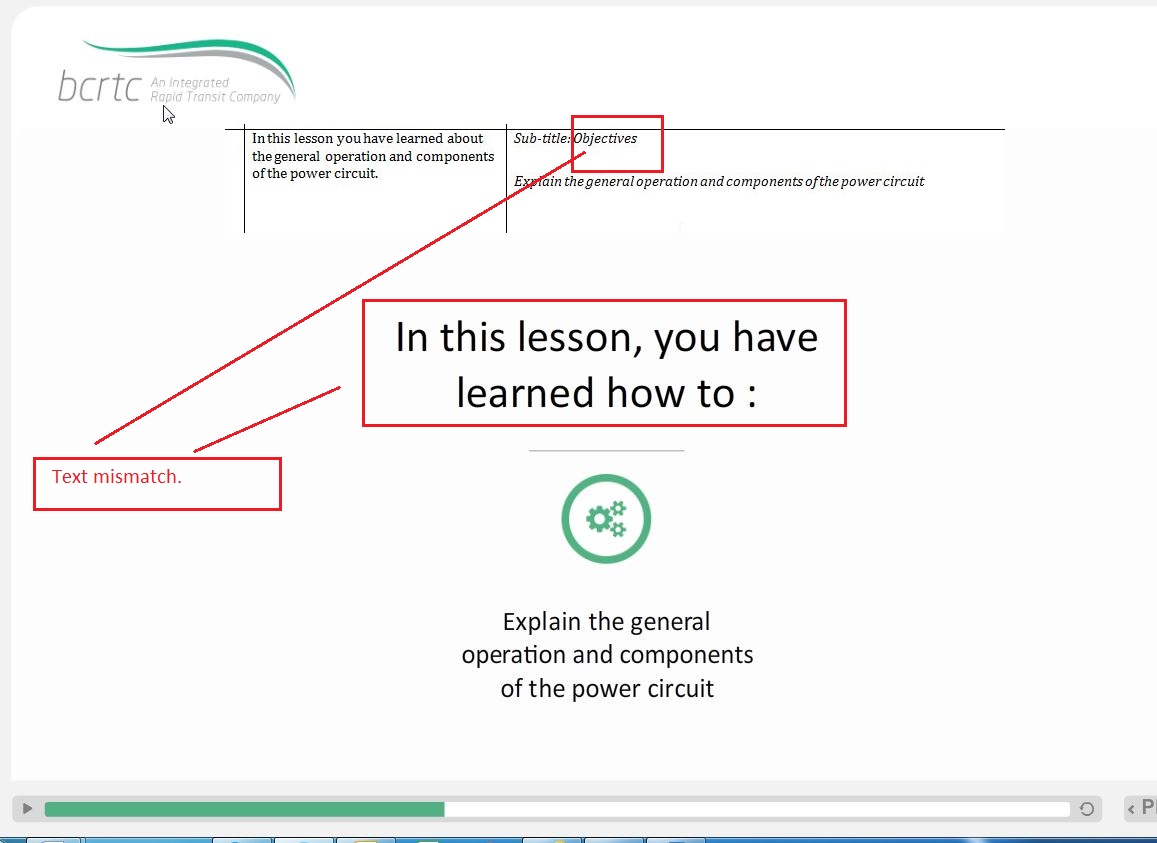 bcrtc An Integrated
Rapid Transit Company
In this lesson you have learned about
the general operation and components
of the power circuit.
Sub-title: Objectives
Explain the general operation and components of the power circuit
In this lesson, you have
learned how to :
Text mismatch.
Explain the general
operation and components
of the power circuit